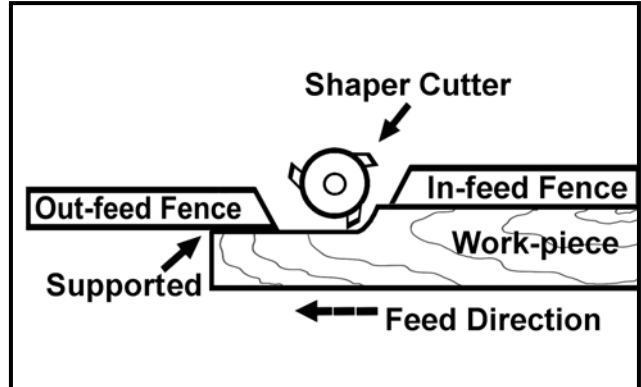 Shaper Cutter
Out-feed Fence
In-feed Fence
Work-piece
Supported
Feed Direction